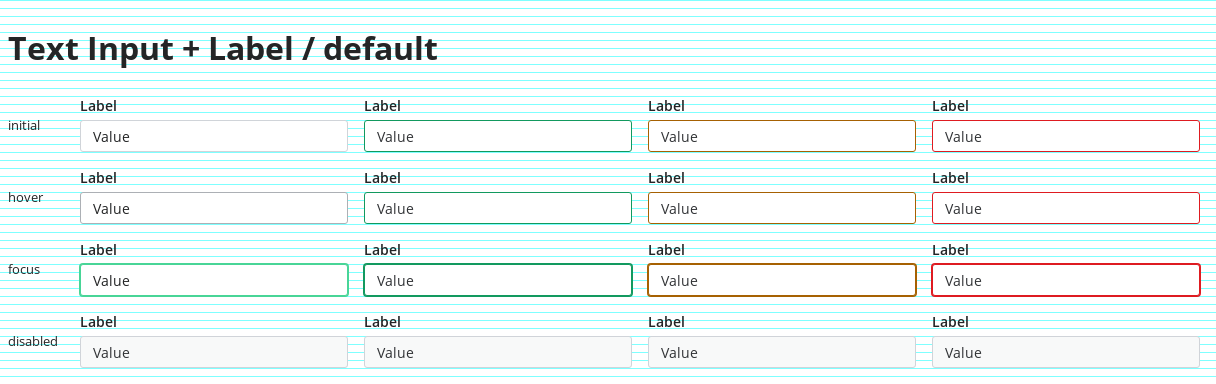 Text Input + Label / default
Label Label Label Label
initial Value Value Value Value
Label Label Label Label
hover Value Value Value Value
Label Label Label Label
focus Value Value Value Value
Label Label Label Label
disabled Value Value Value Value